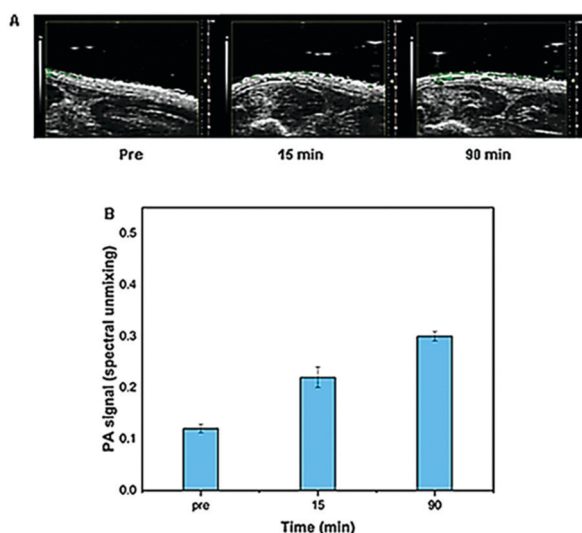 A
Pre 15 min 90 min
B
PA signal (spectral unmixing)
0.5
0.4
0.3
0.2
0.1
0.0
pre 15 90
Time (min)